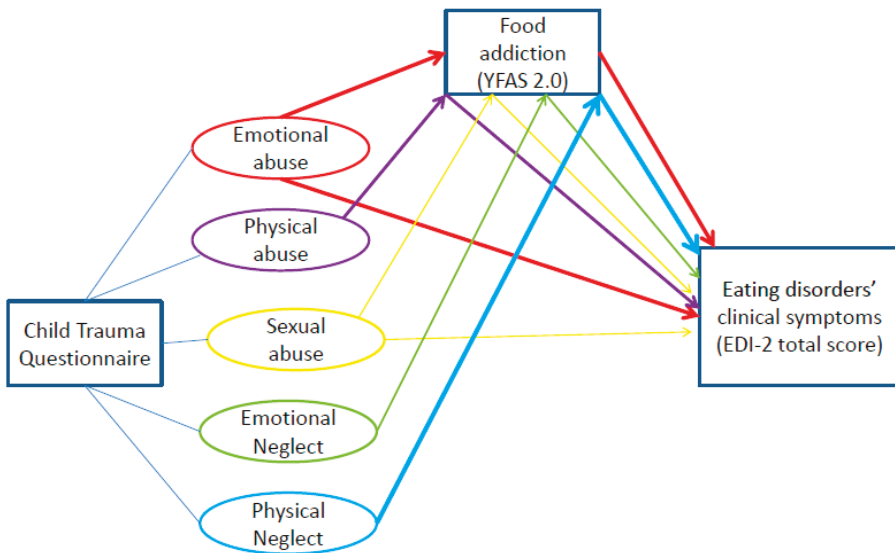 Food
addiction
(YFAS 2.0)
Emotional
abuse
Physical
abuse
Child Trauma
Questionnaire
Sexual
abuse
Emotional
Neglect
Physical
Neglect
Eating disorders’
clinical symptoms
(EDI-2 total score)